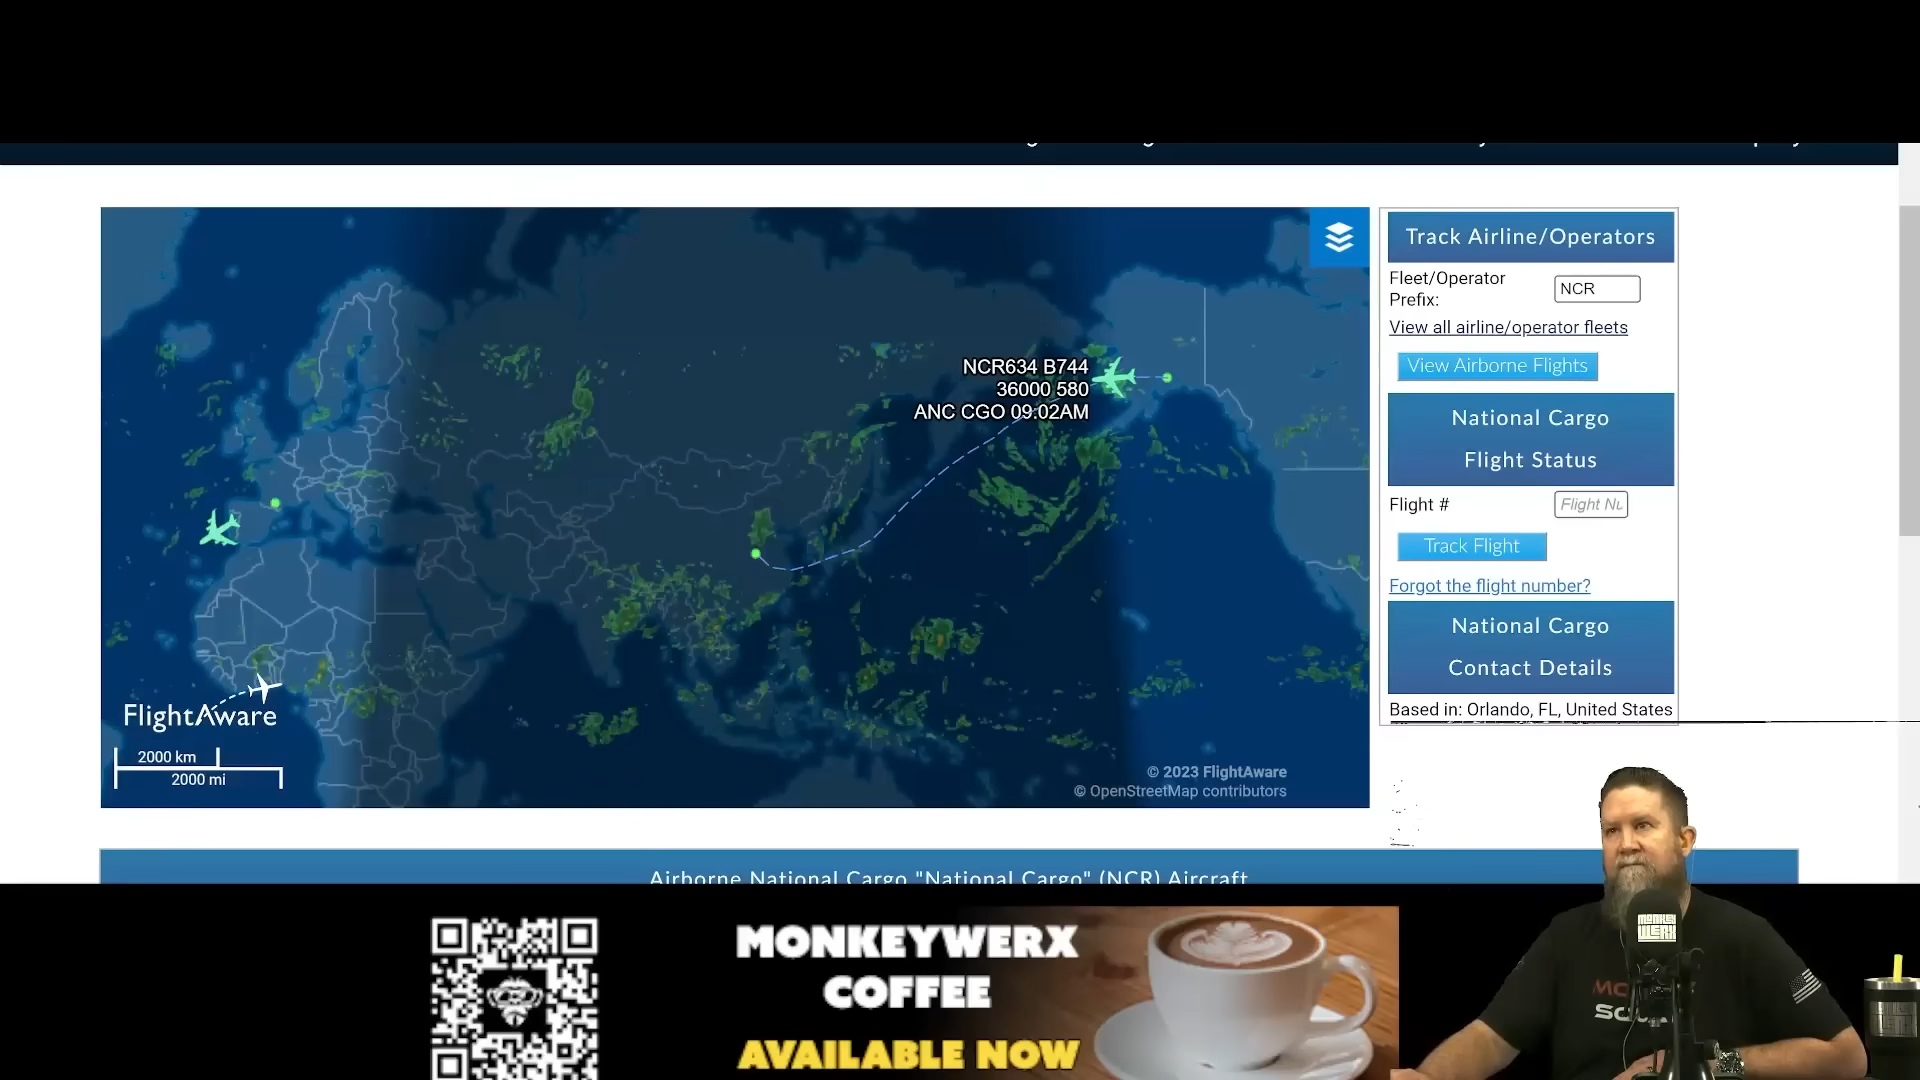 Track Airline/Operators
Fleet/Operator
Prefix:
NCR
View all airline/operator fleets
View Airborne Flights
National Cargo
Flight Status
Flight #
Flight Nu
Track Flight
Forgot the flight number?
National Cargo
Contact Details
Based in: Orlando, FL, United States
NCR634 B744
36000 580
ANC CGO 09:02AM
FlightAware
2000 km
2000 mi
© 2023 FlightAware
© OpenStreetMap contributors
Airborne National Cargo "National Cargo" (NCR) Aircraft
MONKEYWERX
COFFEE
AVAILABLE NOW
MONKEY
WERX